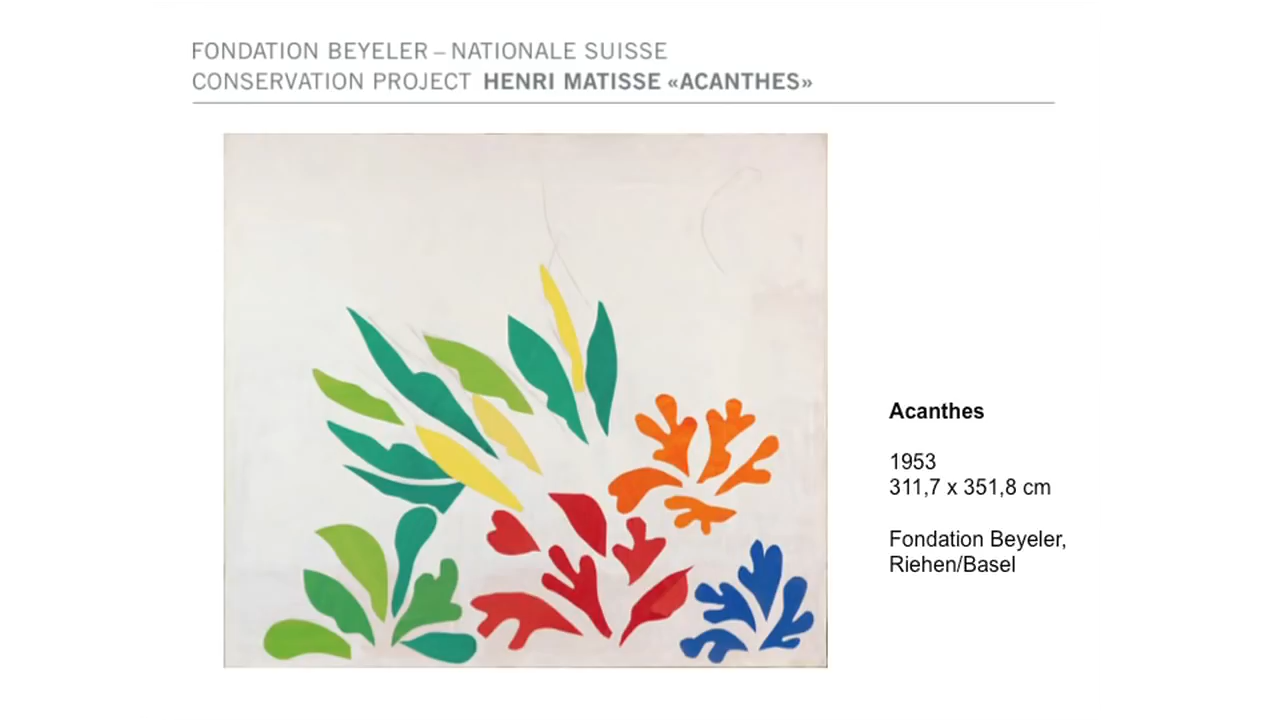 FONDATION BEYELER – NATIONALE SUISSE
CONSERVATION PROJECT HENRI MATISSE «ACANTHES»
Acanthes
1953
311,7 x 351,8 cm
Fondation Beyeler,
Riehen/Basel